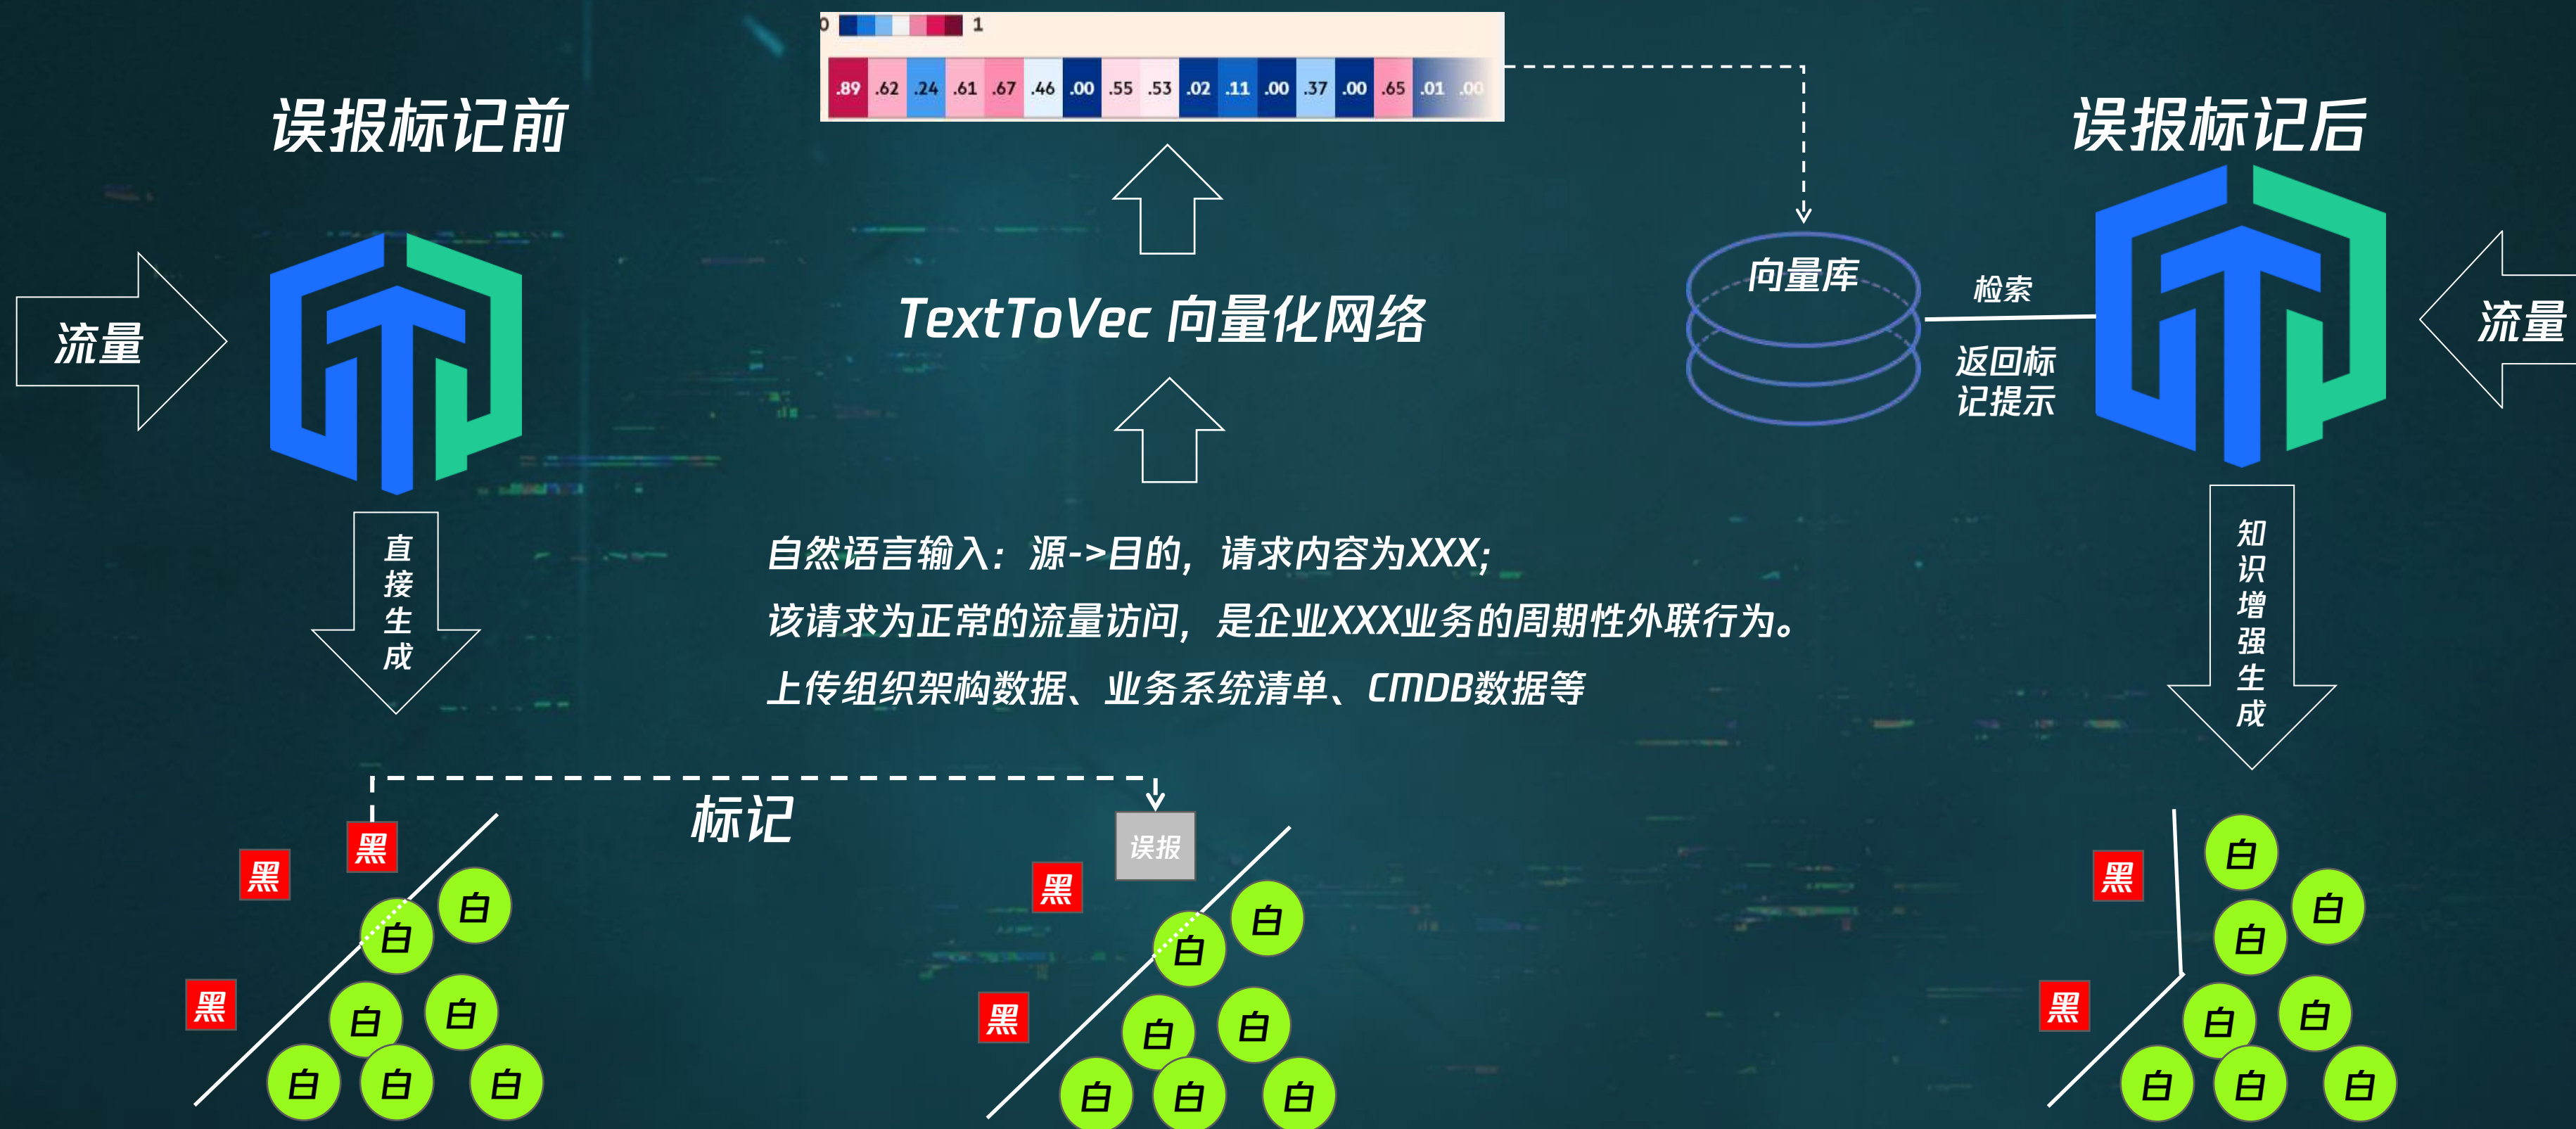 0 1
.89 .62 .24 .61 .67 .46 .00 .55 .53 .02 .11 .00 .37 .00 .65 .01 .00
误报标记前
误报标记后
流量
TextToVec 向量化网络
向量库
检索
返回标
记提示
流量
直接生成
自然语言输入：源->目的，请求内容为XXX；
该请求为正常的流量访问，是企业XXX业务的周期性外联行为。
上传组织架构数据、业务系统清单、CMDB数据等
知识增强生成
标记
黑
黑
黑
白
白
白
白
白
白
白
误报
黑
黑
白
白
白
白
白
白
白
黑
黑
白
白
白
白
白
白
白
白